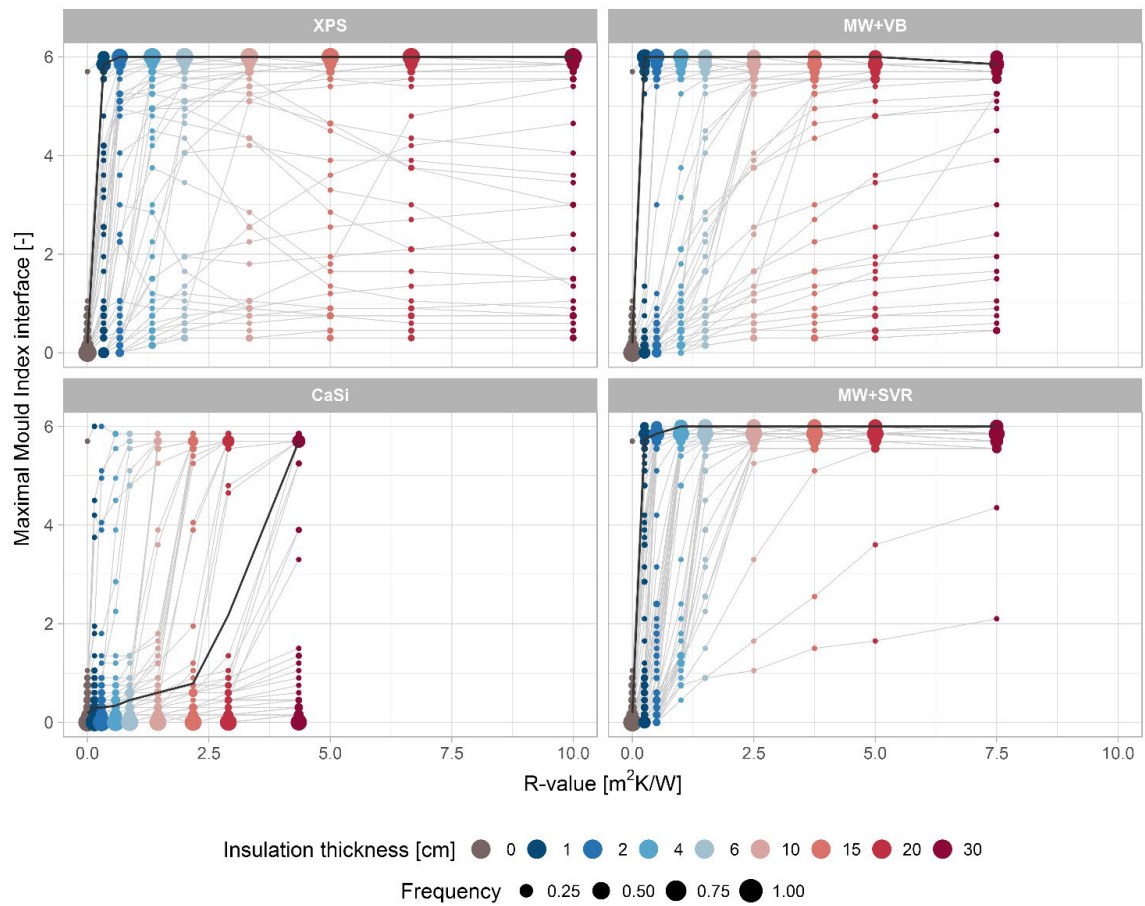 XPS MW+VB
Maximal Mould Index interface [-]
6
4
2
0
CaSi MW+SVR
6
4
2
0
0.0 2.5 5.0 7.5 10.0 0.0 2.5 5.0 7.5 10.0
R-value [m²K/W]
Insulation thickness [cm] 0 1 2 4 6 10 15 20 30
Frequency 0.25 0.50 0.75 1.00